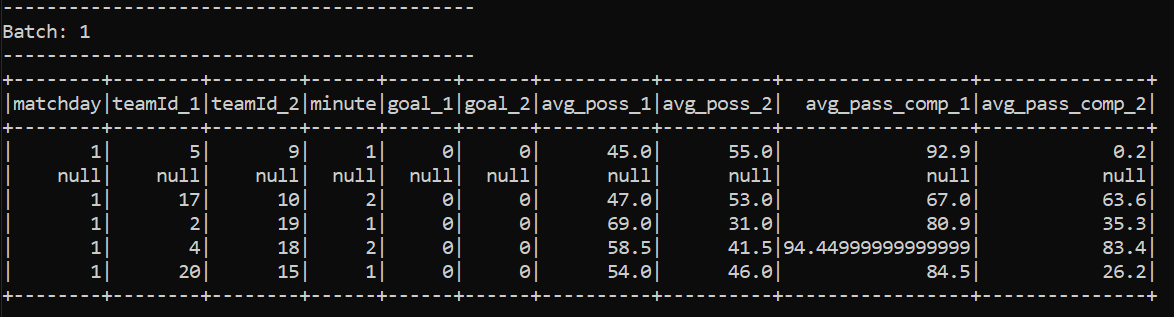 -------------------------------------------
Batch: 1
-------------------------------------------
+--------+--------+--------+------+------+------+----------+----------+-----------------+---------------+
|matchday|teamId_1|teamId_2|minute|goal_1|goal_2|avg_poss_1|avg_poss_2|  avg_pass_comp_1|avg_pass_comp_2|
+--------+--------+--------+------+------+------+----------+----------+-----------------+---------------+
|       1|       5|       9|     1|     0|     0|      45.0|      55.0|             92.9|            0.2|
|    null|    null|    null|  null|  null|  null|      null|      null|             null|           null|
|       1|      17|      10|     2|     0|     0|      47.0|      53.0|             67.0|           63.6|
|       1|       2|      19|     1|     0|     0|      69.0|      31.0|             80.9|           35.3|
|       1|       4|      18|     2|     0|     0|      58.5|      41.5|94.44999999999999|           83.4|
|       1|      20|      15|     1|     0|     0|      54.0|      46.0|             84.5|           26.2|
+--------+--------+--------+------+------+------+----------+----------+-----------------+---------------+